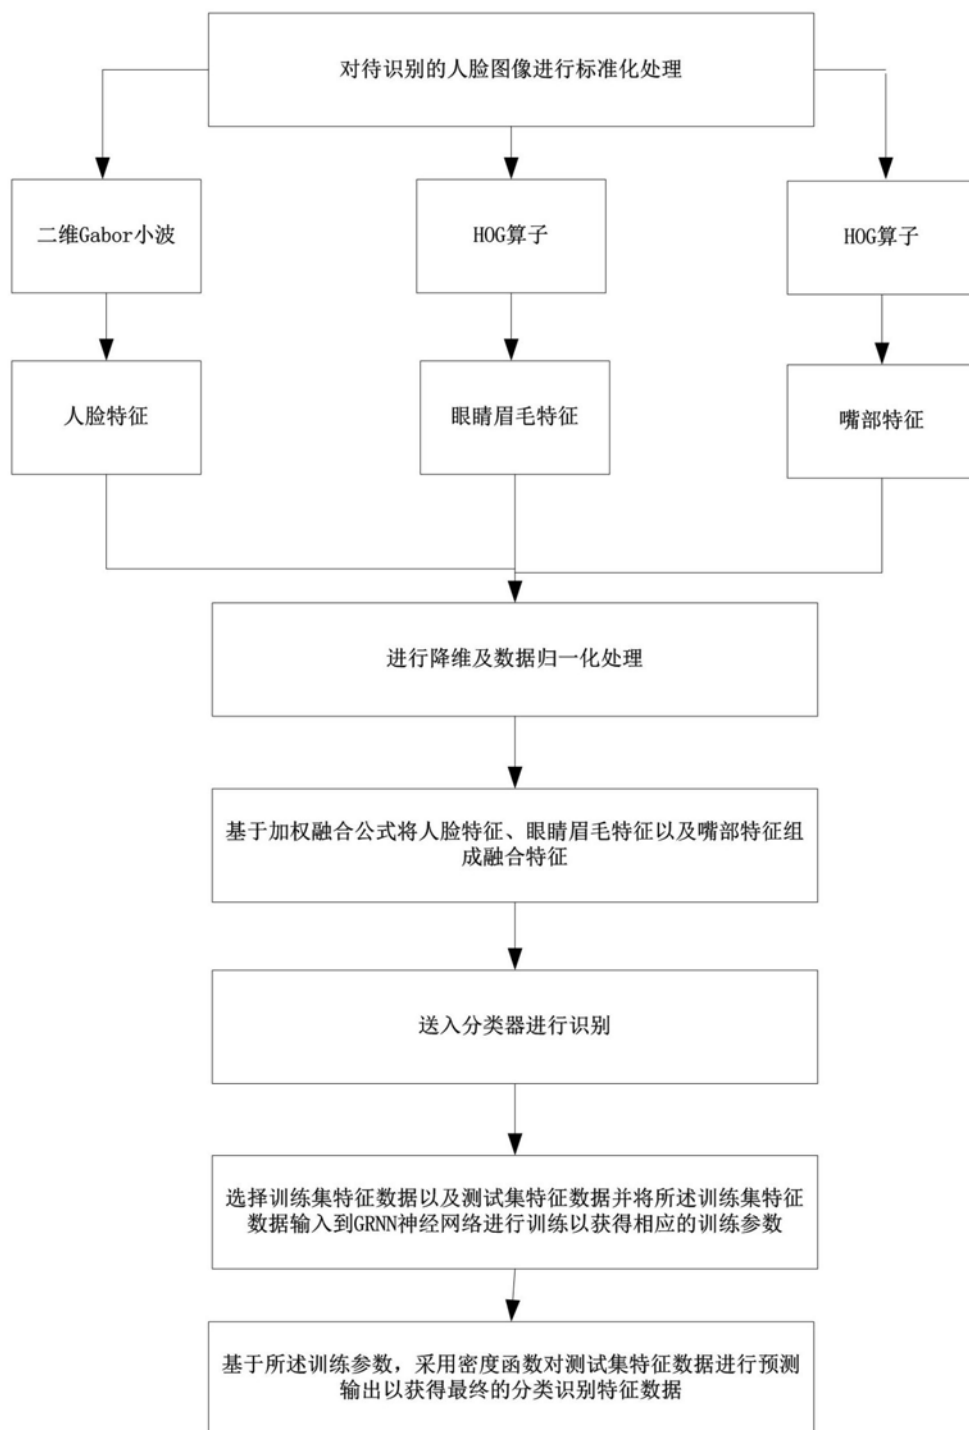 对待识别的人脸图像进行标准化处理
二维Gabor小波
HOG算子
HOG算子
人脸特征
眼睛眉毛特征
嘴部特征
进行降维及数据归一化处理
基于加权融合公式将人脸特征、眼睛眉毛特征以及嘴部特征组
成融合特征
送入分类器进行识别
选择训练集特征数据以及测试集特征数据并将所述训练集特征
数据输入到GRNN神经网络进行训练以获得相应的训练参数
基于所述训练参数，采用密度函数对测试集特征数据进行预测
输出以获得最终的分类识别特征数据